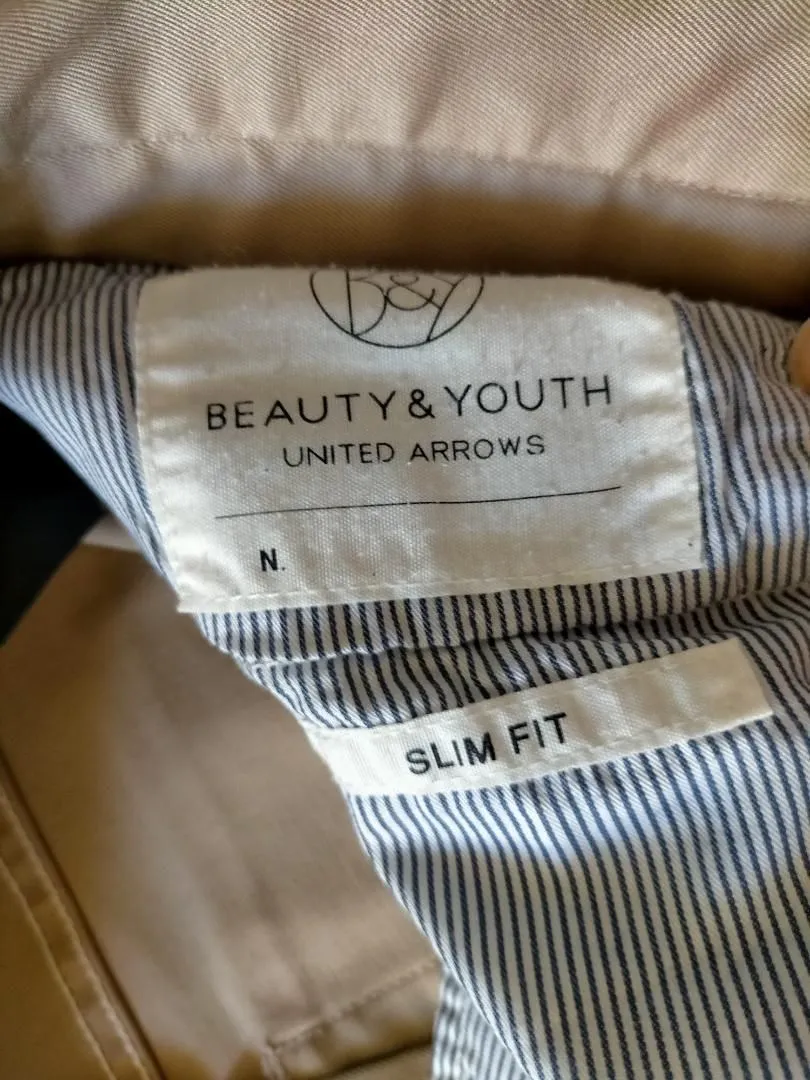 B&Y
BEAUTY & YOUTH
UNITED ARROWS
N.
SLIM FIT